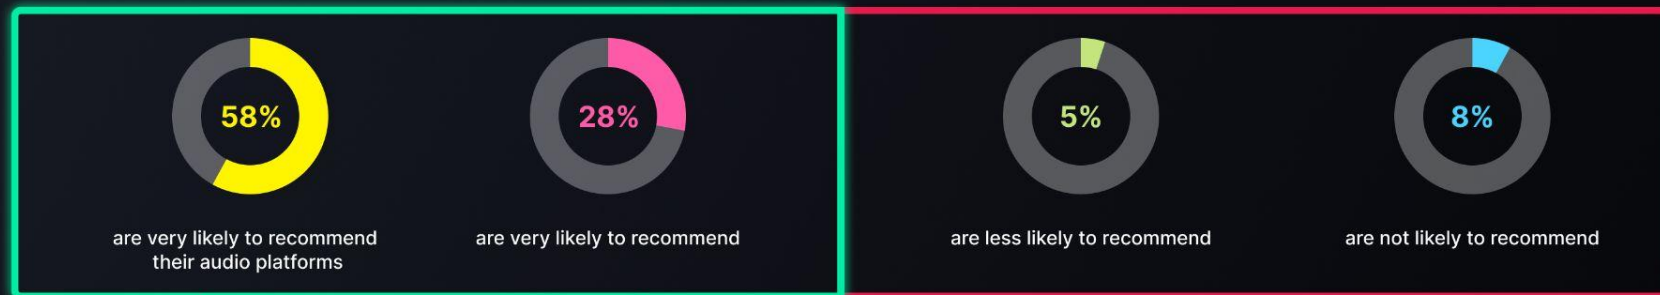 58%
28%
5%
8%
are very likely to recommend
their audio platforms
are very likely to recommend
are less likely to recommend
are not likely to recommend